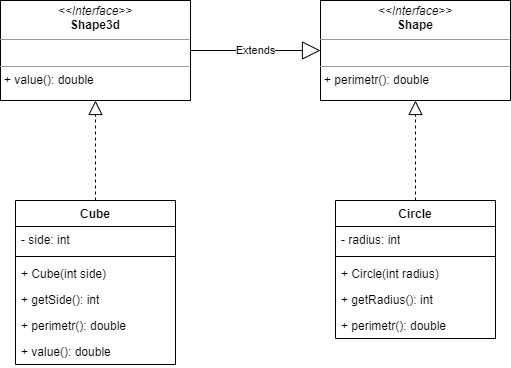 <<Interface>>
Shape3d
+ value(): double
Extends
<<Interface>>
Shape
+ perimetr(): double
Cube
- side: int
+ Cube(int side)
+ getSide(): int
+ perimetr(): double
+ value(): double
Circle
- radius: int
+ Circle(int radius)
+ getRadius(): int
+ perimetr(): double